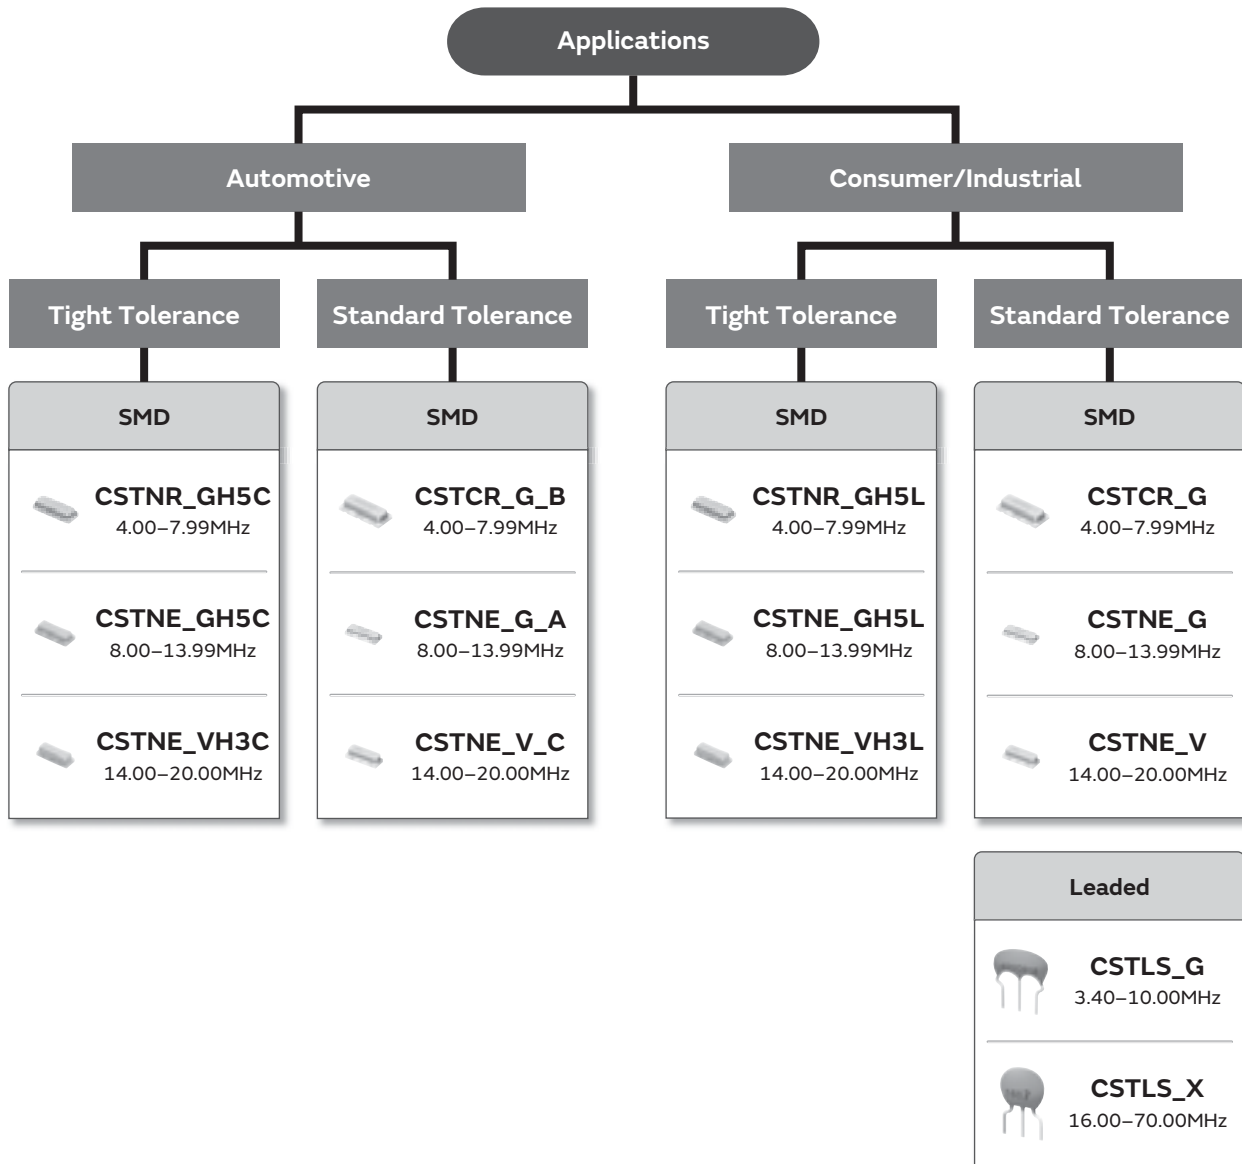 Applications
Automotive
Consumer/Industrial
Tight Tolerance
Standard Tolerance
Tight Tolerance
Standard Tolerance
SMD
CSTNR_GH5C
4.00–7.99MHz
CSTNE_GH5C
8.00–13.99MHz
CSTNE_VH3C
14.00–20.00MHz
SMD
CSTCR_G_B
4.00–7.99MHz
CSTNE_G_A
8.00–13.99MHz
CSTNE_V_C
14.00–20.00MHz
SMD
CSTNR_GH5L
4.00–7.99MHz
CSTNE_GH5L
8.00–13.99MHz
CSTNE_VH3L
14.00–20.00MHz
SMD
CSTCR_G
4.00–7.99MHz
CSTNE_G
8.00–13.99MHz
CSTNE_V
14.00–20.00MHz
Leaded
CSTLS_G
3.40–10.00MHz
CSTLS_X
16.00–70.00MHz